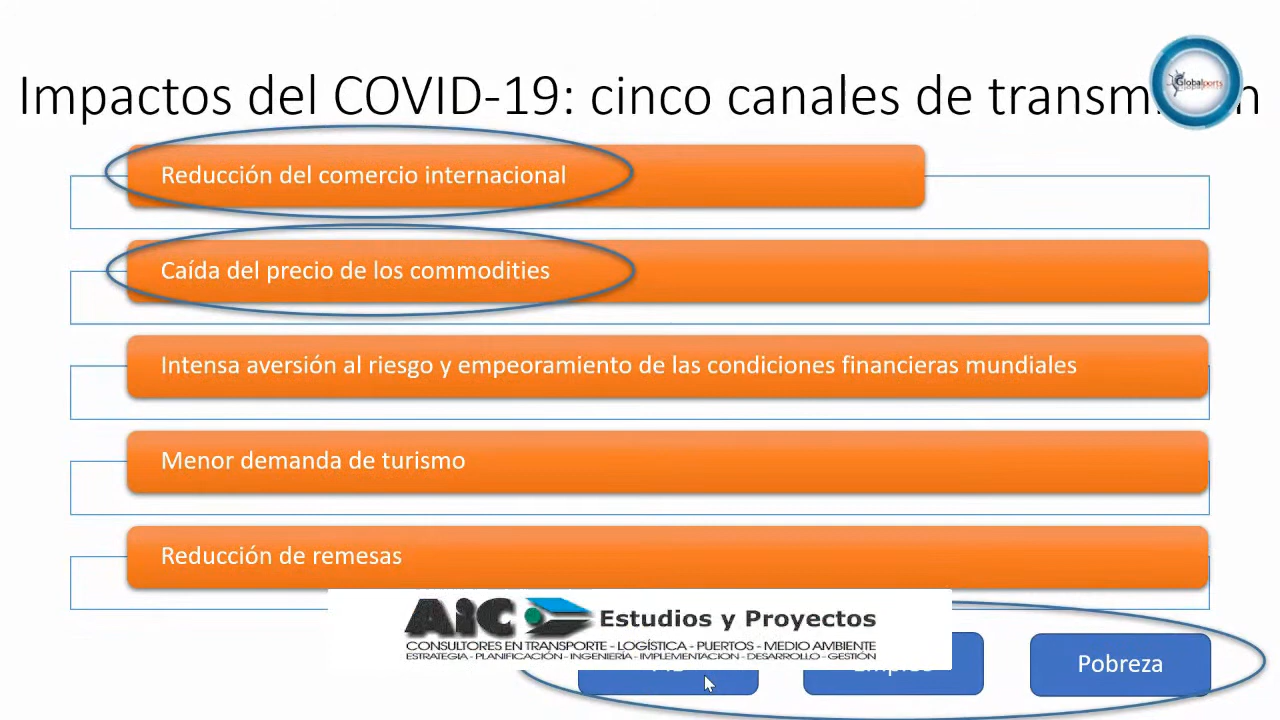 Impactos del COVID-19: cinco canales de
Globalports
Reducción del comercio internacional
Caída del precio de los commodities
Intensa aversión al riesgo y empeoramiento de las condiciones financieras mundiales
Menor demanda de turismo
Reducción de remesas
AIC Estudios y Proyectos
CONSULTORES EN TRANSPORTE - LOGÍSTICA - PUERTOS - MEDIO AMBIENTE
ESTRATEGIA - PLANIFICACIÓN - INGENIERÍA - IMPLEMENTACION - DESARROLLO - GESTIÓN
Pobreza